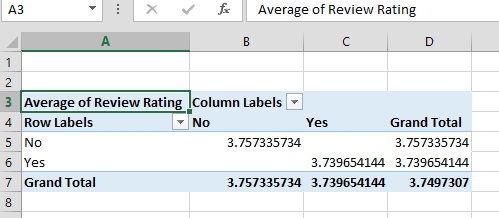 A3 fx Average of Review Rating
A B C D
1
2
3 Average of Review Rating Column Labels
4 Row Labels No Yes Grand Total
5 No 3.757335734 3.757335734
6 Yes 3.739654144 3.739654144
7 Grand Total 3.757335734 3.739654144 3.7497307
8